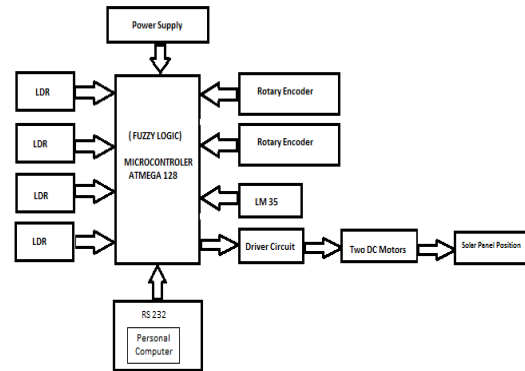 Power Supply
LDR
LDR
LDR
LDR
( FUZZY LOGIC)
MICROCONTROLER
ATMEGA 128
Rotary Encoder
Rotary Encoder
LM 35
Driver Circuit
Two DC Motors
Solar Panel Position
RS 232
Personal
Computer